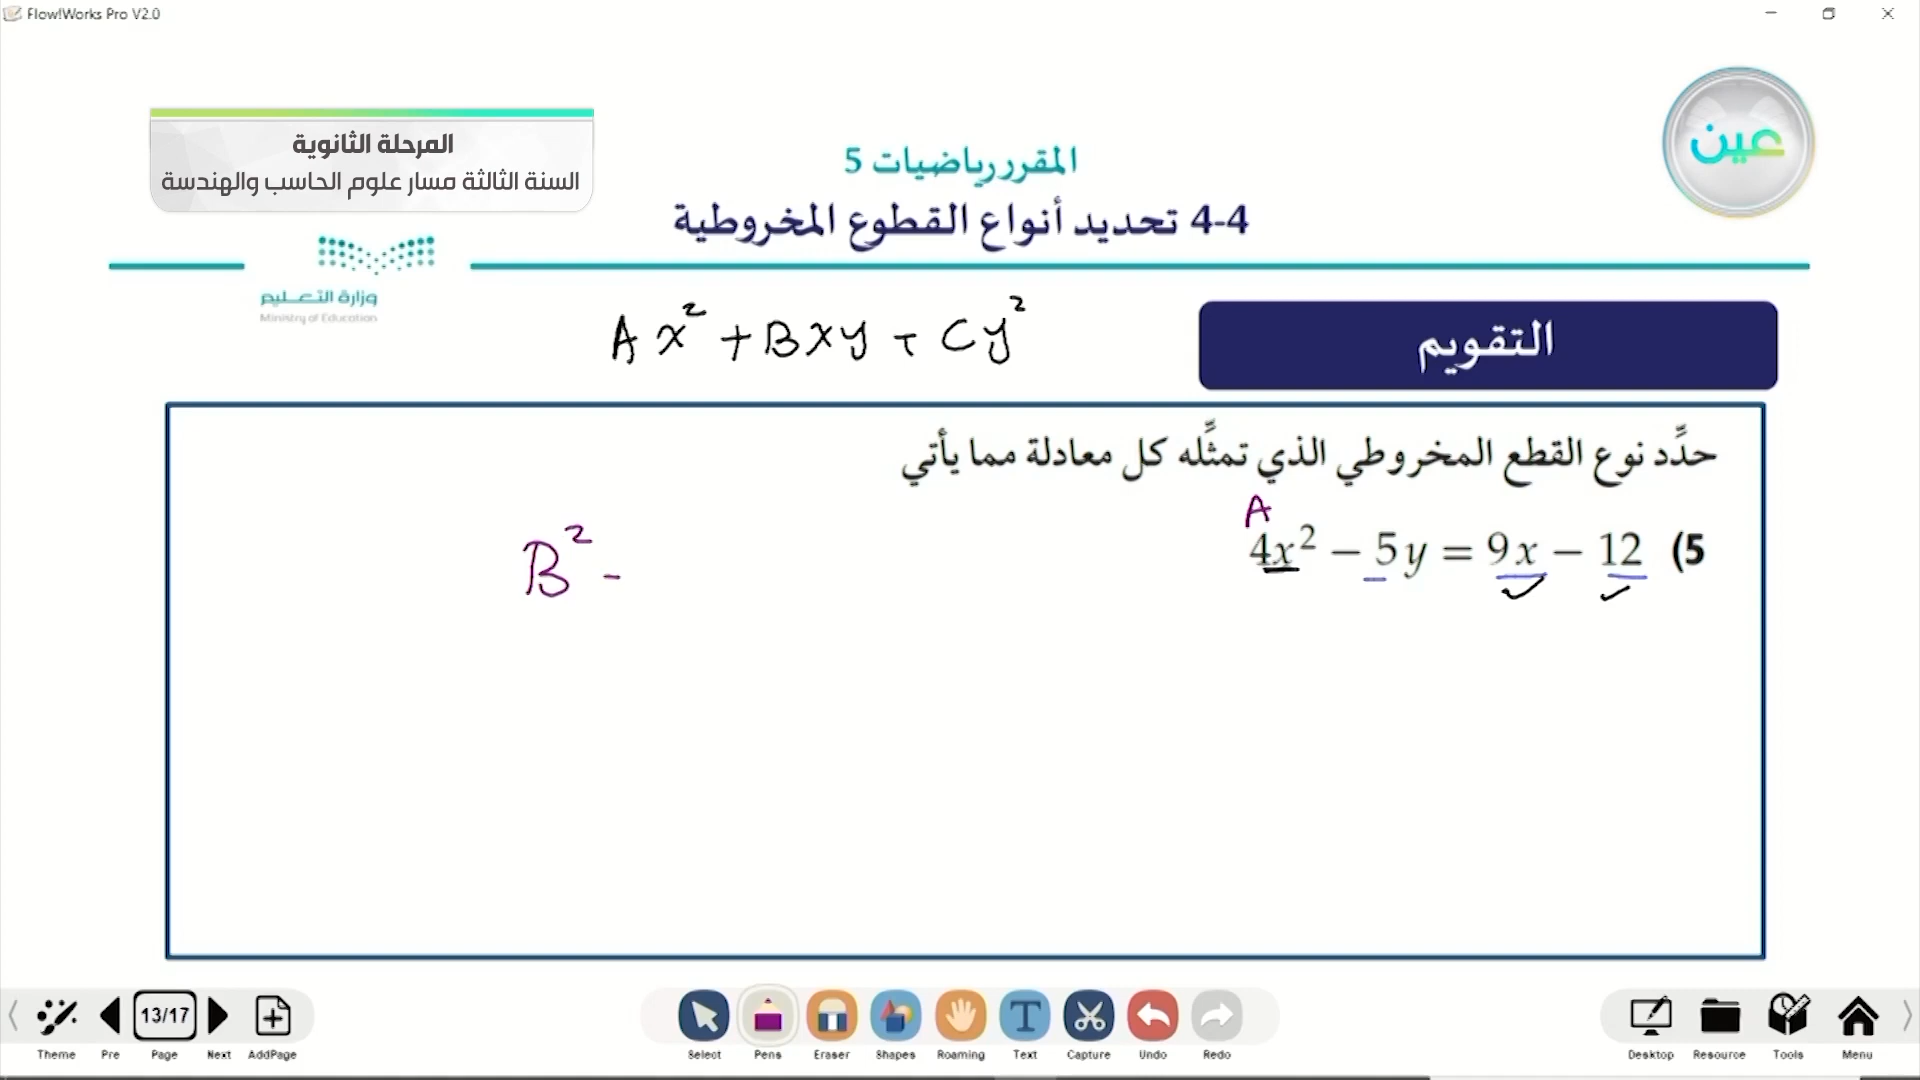 Flow!Works Pro V2.0
المرحلة الثانوية
السنة الثالثة مسار علوم الحاسب والهندسة
المقرر رياضيات 5
4-4 تحديد أنواع القطوع المخروطية
عين
وزارة التعليم
Ministry of Education
Ax² + Bxy + Cy²
التقويم
حدِّد نوع القطع المخروطي الذي تمثِّله كل معادلة مما يأتي
A
4x² − 5y = 9x − 12 (5
B² -
13/17
Theme Pre Page Next AddPage Select Pens Eraser Shapes Roaming Text Capture Undo Redo Desktop Resource Tools Menu